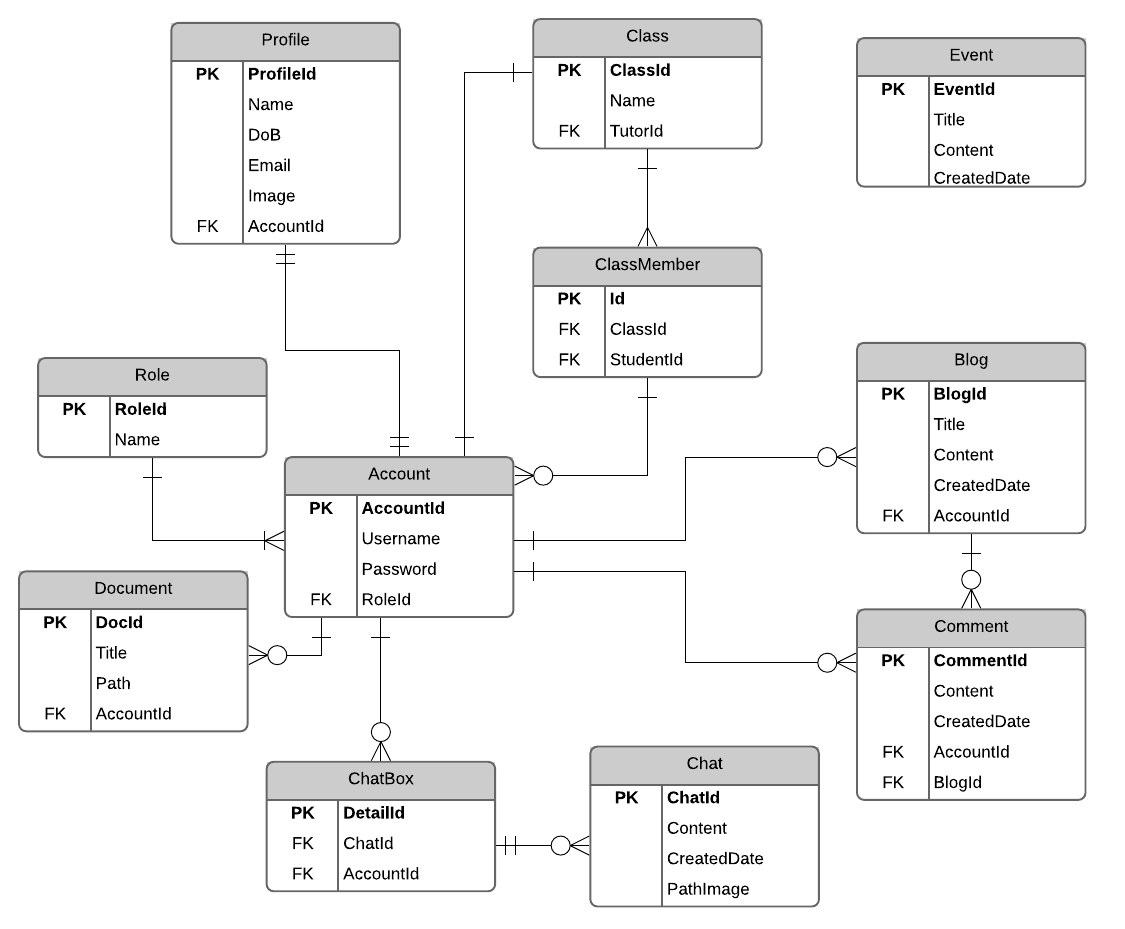 Profile
PK ProfileId
Name
DoB
Email
Image
FK AccountId
Class
PK ClassId
Name
FK TutorId
Event
PK EventId
Title
Content
CreatedDate
ClassMember
PK Id
FK ClassId
FK StudentId
Role
PK RoleId
Name
Blog
PK BlogId
Title
Content
CreatedDate
FK AccountId
Account
PK AccountId
Username
Password
FK RoleId
Document
PK DocId
Title
Path
FK AccountId
Comment
PK CommentId
Content
CreatedDate
FK AccountId
FK BlogId
ChatBox
PK DetailId
FK ChatId
FK AccountId
Chat
PK ChatId
Content
CreatedDate
PathImage